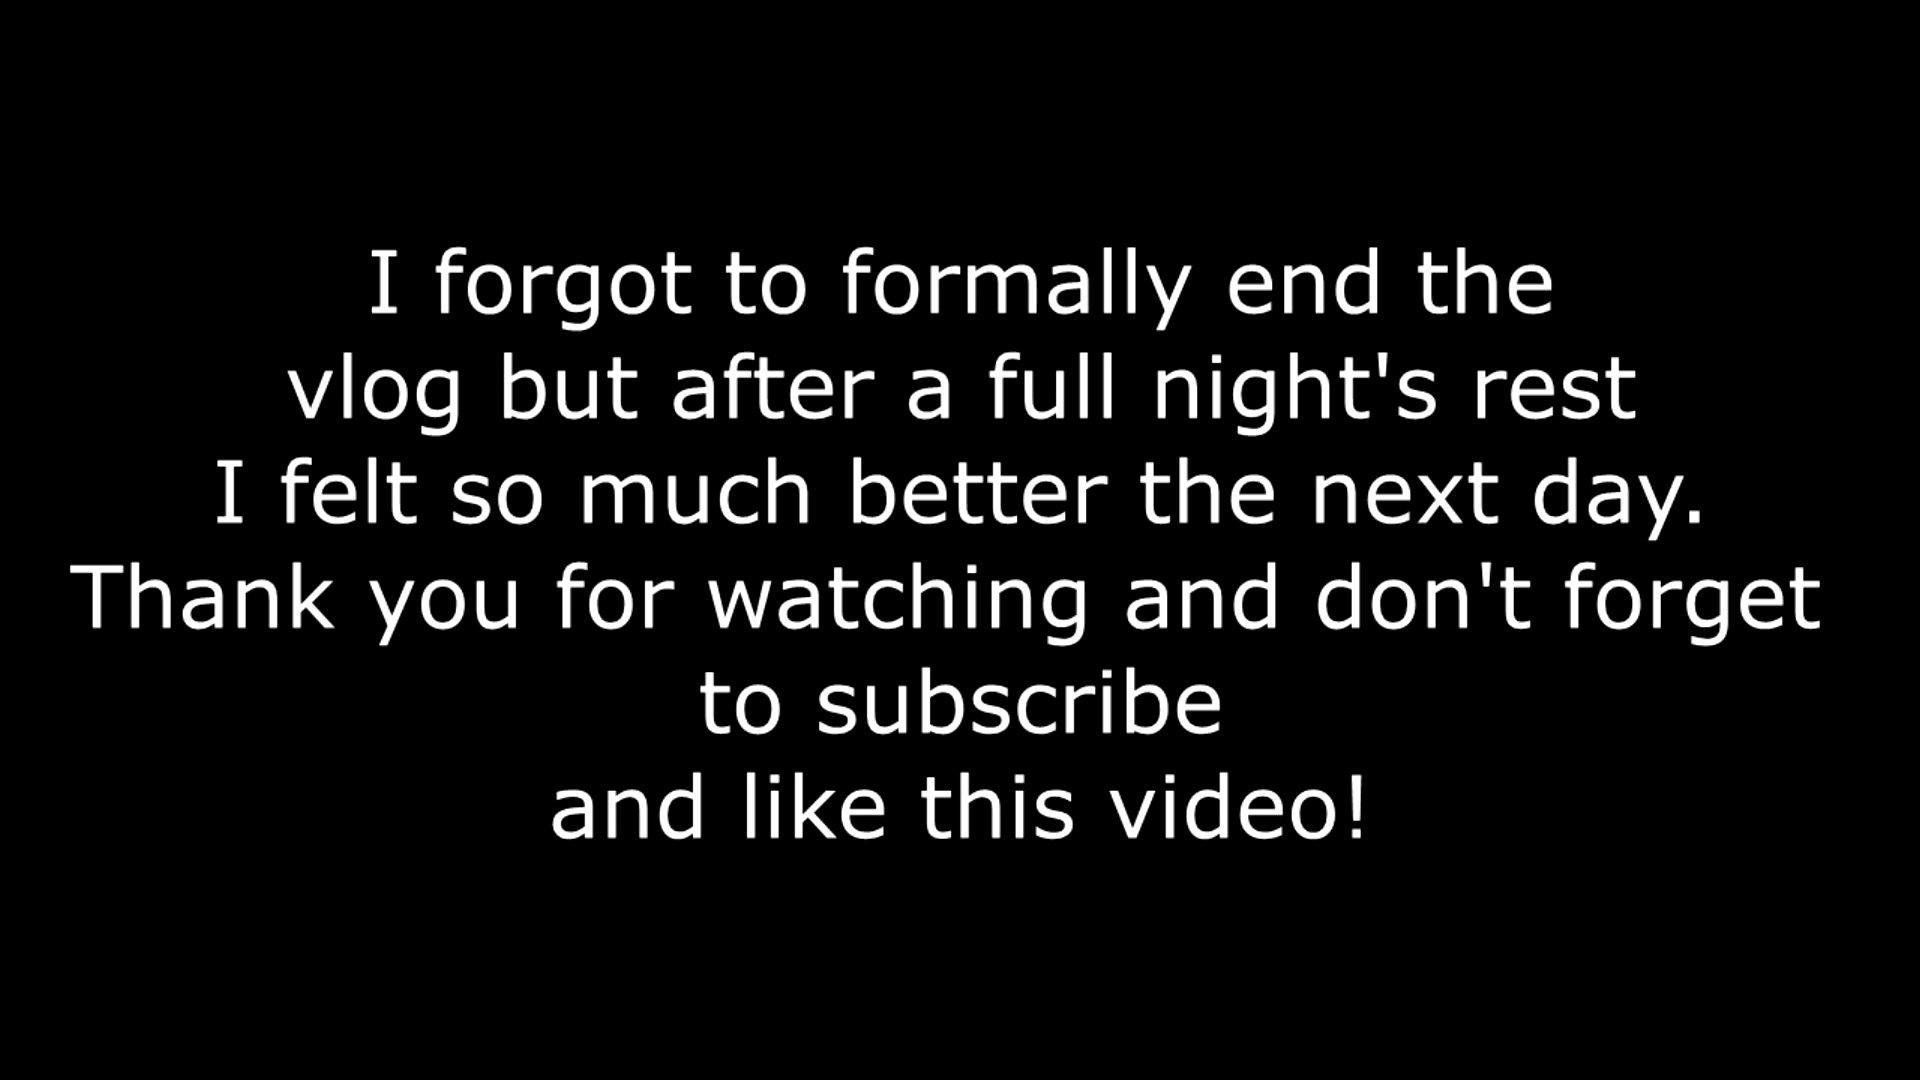 I forgot to formally end the
vlog but after a full night's rest
I felt so much better the next day.
Thank you for watching and don't forget
to subscribe
and like this video!